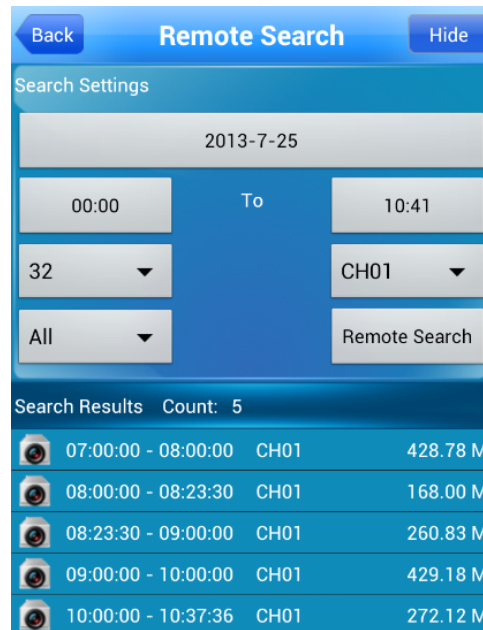 Back Remote Search Hide
Search Settings
2013-7-25
00:00 To 10:41
32 CH01
All Remote Search
Search Results Count: 5
07:00:00 - 08:00:00 CH01 428.78 M
08:00:00 - 08:23:30 CH01 168.00 M
08:23:30 - 09:00:00 CH01 260.83 M
09:00:00 - 10:00:00 CH01 429.18 M
10:00:00 - 10:37:36 CH01 272.12 M